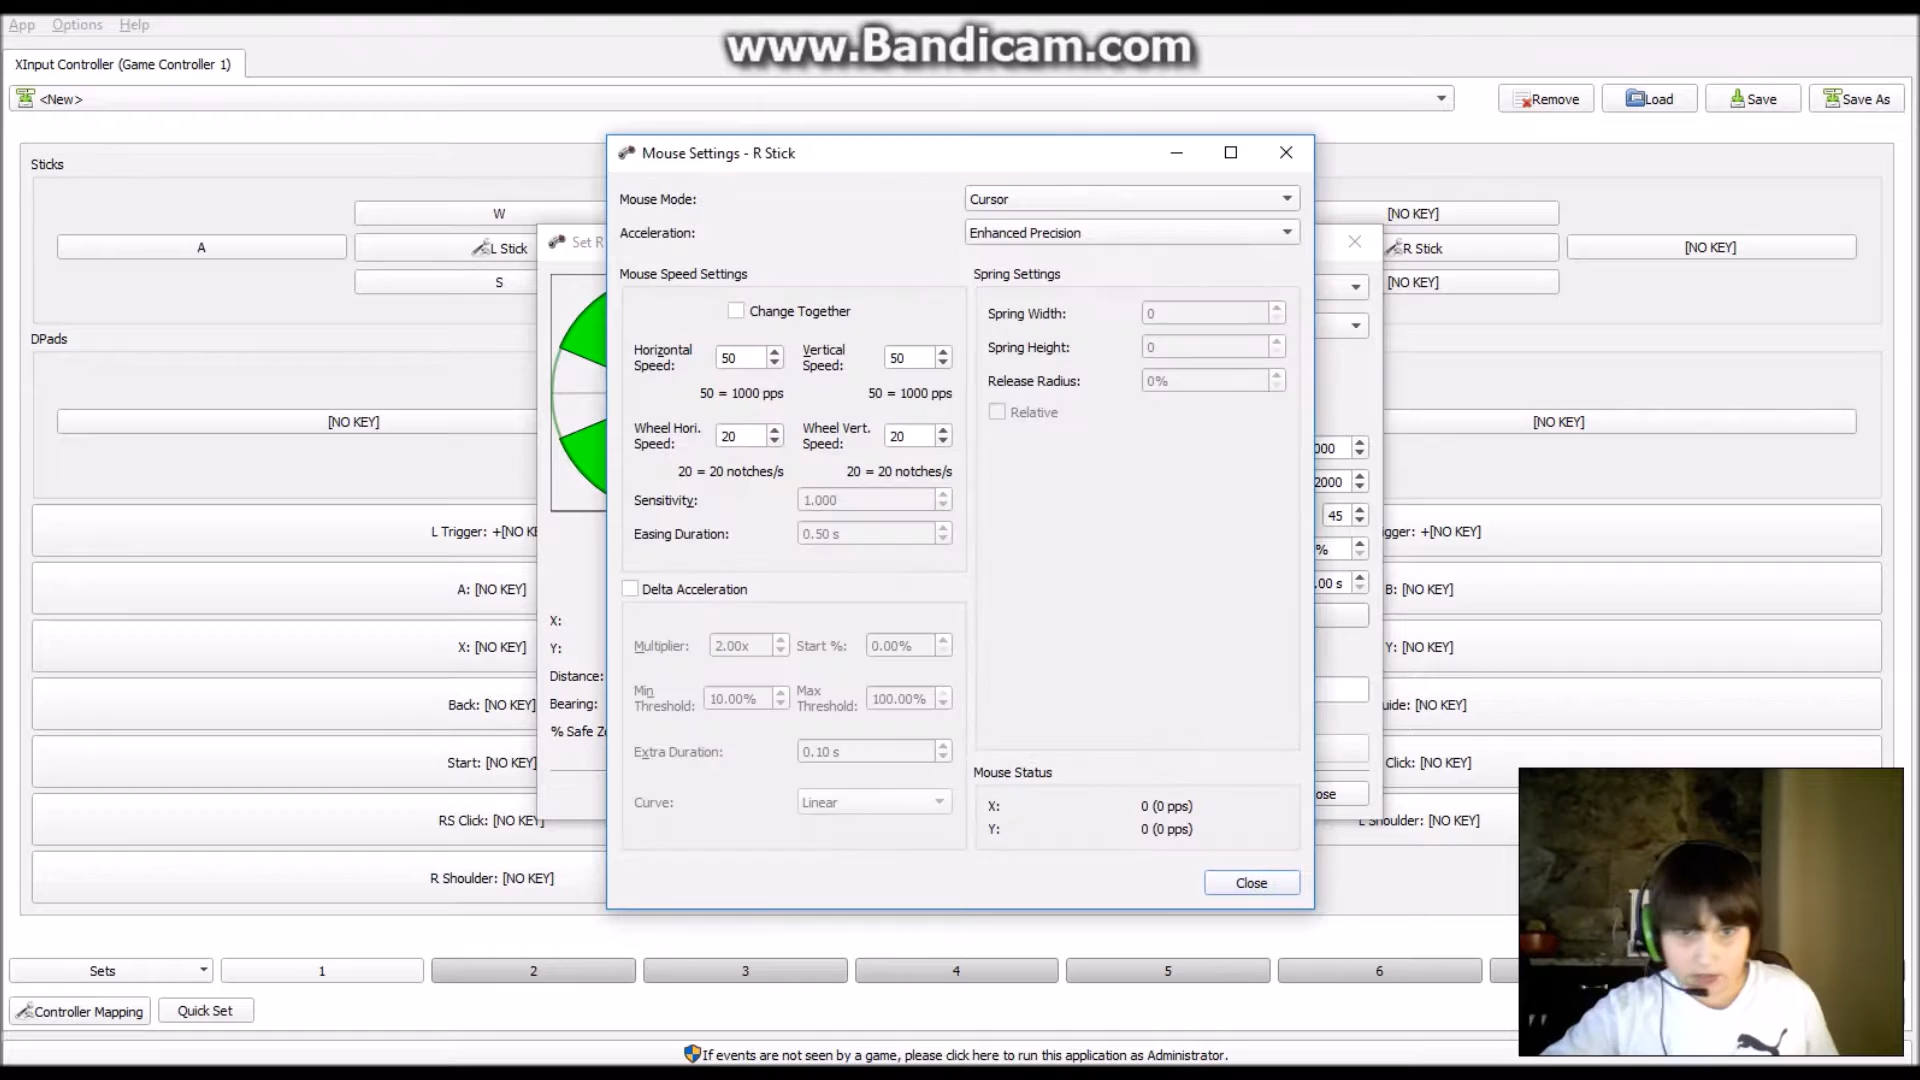 App Options Help
www.Bandicam.com
XInput Controller (Game Controller 1)
<New>
Remove Load Save Save As
Mouse Settings - R Stick
Sticks
Mouse Mode: Cursor
W
[NO KEY]
Acceleration: Enhanced Precision
A
L Stick
Set R
R Stick
[NO KEY]
S
[NO KEY]
Mouse Speed Settings
Spring Settings
Change Together
Spring Width: 0
DPads
Horizontal Speed: 50
Vertical Speed: 50
Spring Height: 0
50 = 1000 pps
50 = 1000 pps
Release Radius: 0%
Relative
[NO KEY]
[NO KEY]
Wheel Hori. Speed: 20
Wheel Vert. Speed: 20
000
20 = 20 notches/s
20 = 20 notches/s
2000
Sensitivity: 1.000
45
L Trigger: +[NO KE
Easing Duration: 0.50 s
gger: +[NO KEY]
%
.00 s
A: [NO KEY]
Delta Acceleration
B: [NO KEY]
X:
X: [NO KEY]
Y:
Multiplier: 2.00x
Start %: 0.00%
Y: [NO KEY]
Distance:
Min Threshold: 10.00%
Max Threshold: 100.00%
Back: [NO KEY]
Bearing:
uide: [NO KEY]
% Safe Zo
Extra Duration: 0.10 s
Start: [NO KEY]
Mouse Status
Click: [NO KEY]
Curve: Linear
X: 0 (0 pps)
ose
Y: 0 (0 pps)
RS Click: [NO KEY]
L Shoulder: [NO KEY]
R Shoulder: [NO KEY]
Close
Sets 1 2 3 4 5 6
Controller Mapping Quick Set
If events are not seen by a game, please click here to run this application as Administrator.